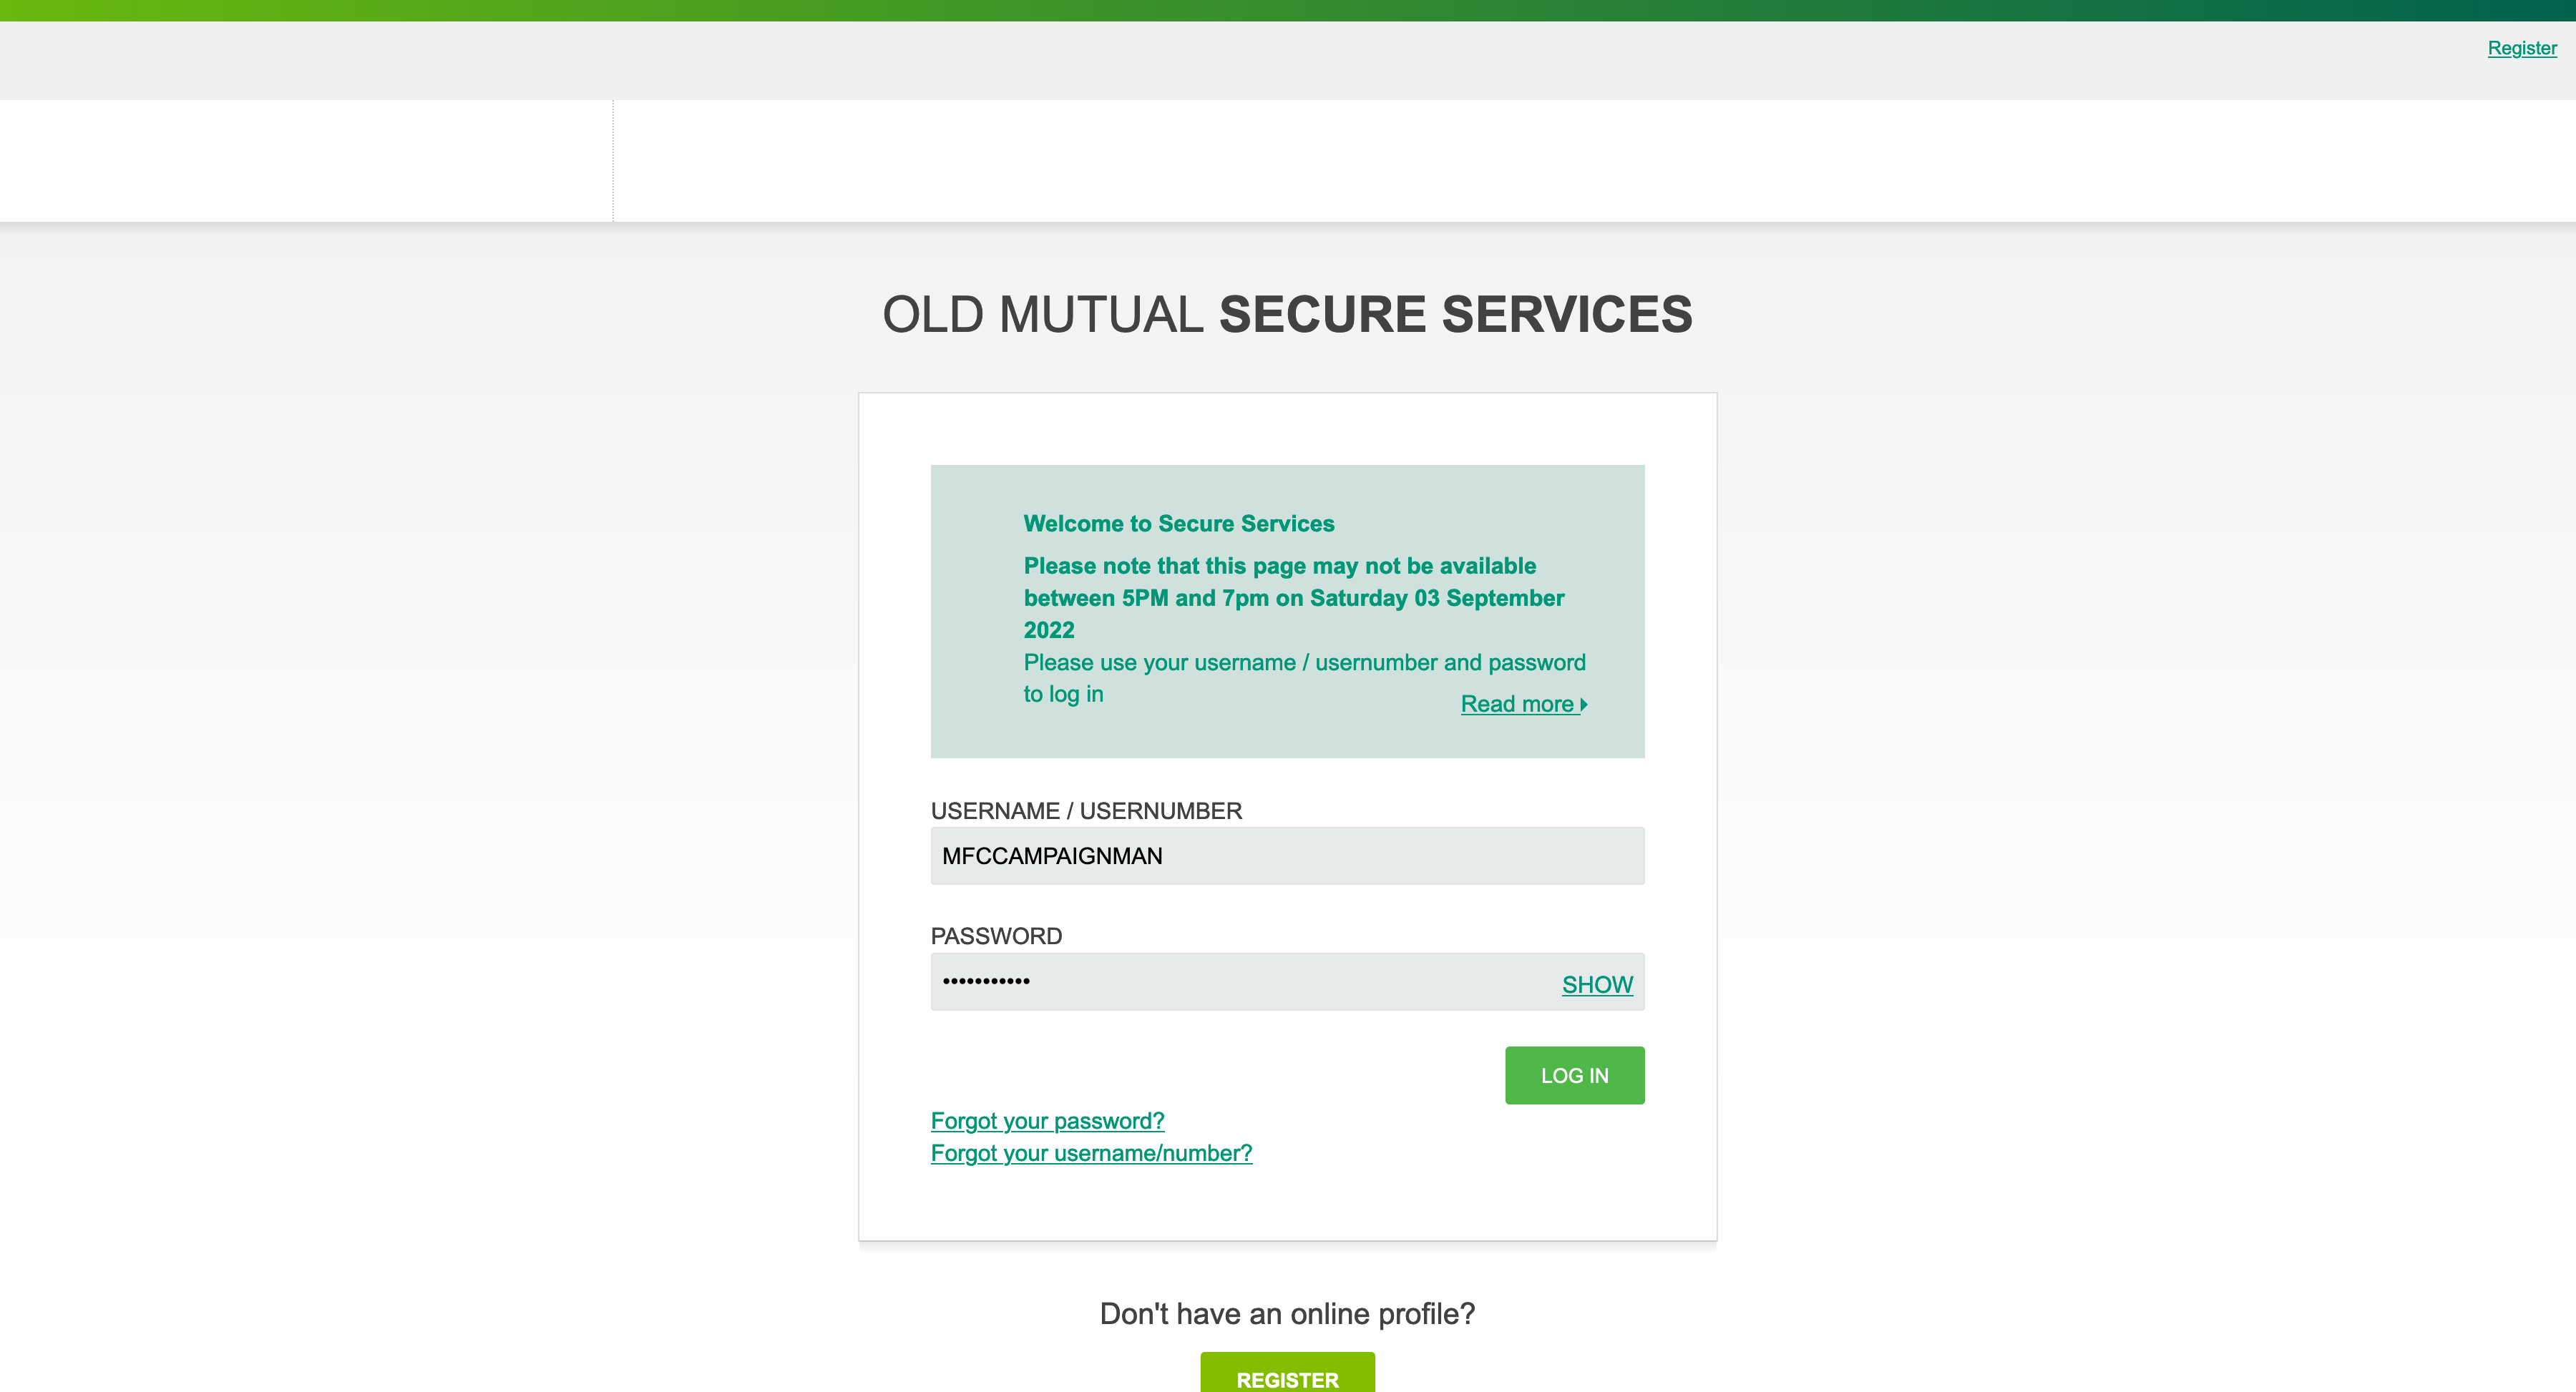 Register
OLD MUTUAL SECURE SERVICES
Welcome to Secure Services
Please note that this page may not be available
between 5PM and 7pm on Saturday 03 September
2022
Please use your username / usernumber and password
to log in
Read more
USERNAME / USERNUMBER
MFCCAMPAIGNMAN
PASSWORD
•••••••••••
SHOW
LOG IN
Forgot your password?
Forgot your username/number?
Don't have an online profile?
REGISTER